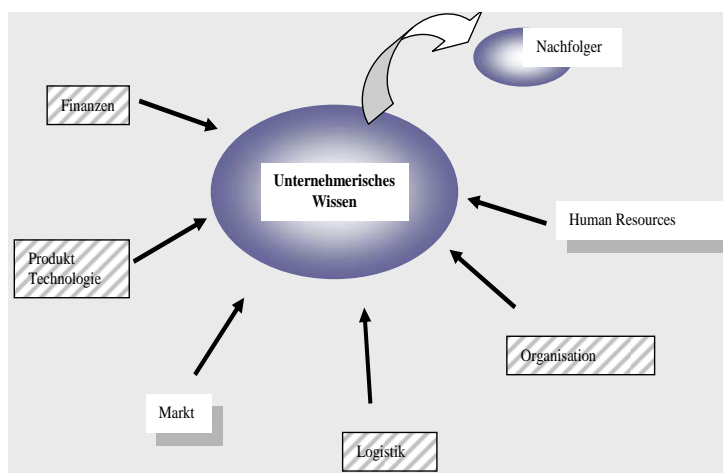 Nachfolger
Finanzen
Unternehmerisches
Wissen
Human Resources
Produkt
Technologie
Organisation
Markt
Logistik